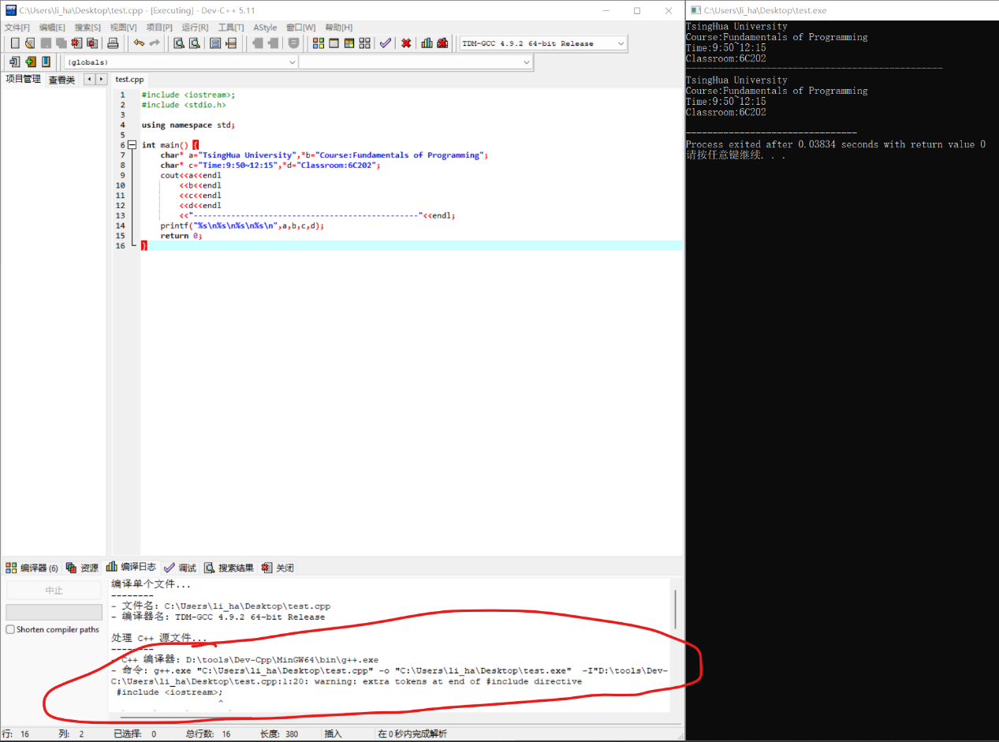 C:\Users\li_ha\Desktop\test.cpp - [Executing] - Dev-C++ 5.11
文件[F] 编辑[E] 搜索[S] 视图[V] 项目[P] 运行[R] 工具[T] AStyle 窗口[W] 帮助[H]
TDM-GCC 4.9.2 64-bit Release
(globals)
项目管理 查看类
test.cpp
1 #include <iostream>;
2 #include <stdio.h>
3
4 using namespace std;
5
6 int main() {
7 char* a="TsingHua University",*b="Course:Fundamentals of Programming";
8 char* c="Time:9:50~12:15",*d="Classroom:6C202";
9 cout<<a<<endl
10 <<b<<endl
11 <<c<<endl
12 <<d<<endl
13 <<"------------------------------------------------"<<endl;
14 printf("%s\n%s\n%s\n%s\n",a,b,c,d);
15 return 0;
16 }
编译器 (6) 资源 编译日志 调试 搜索结果 关闭
中止
Shorten compiler paths
编译单个文件...
--------
- 文件名: C:\Users\li_ha\Desktop\test.cpp
- 编译器名: TDM-GCC 4.9.2 64-bit Release
处理 C++ 源文件...
--------
- C++ 编译器: D:\tools\Dev-Cpp\MinGW64\bin\g++.exe
- 命令: g++.exe "C:\Users\li_ha\Desktop\test.cpp" -o "C:\Users\li_ha\Desktop\test.exe" -I"D:\tools\Dev-
C:\Users\li_ha\Desktop\test.cpp:1:20: warning: extra tokens at end of #include directive
#include <iostream>;
^
行: 16 列: 2 已选择: 0 总行数: 16 长度: 380 插入 在 0 秒内完成解析
C:\Users\li_ha\Desktop\test.exe
TsingHua University
Course:Fundamentals of Programming
Time:9:50~12:15
Classroom:6C202
------------------------------------------------
TsingHua University
Course:Fundamentals of Programming
Time:9:50~12:15
Classroom:6C202
--------------------------------
Process exited after 0.03834 seconds with return value 0
请按任意键继续. . .